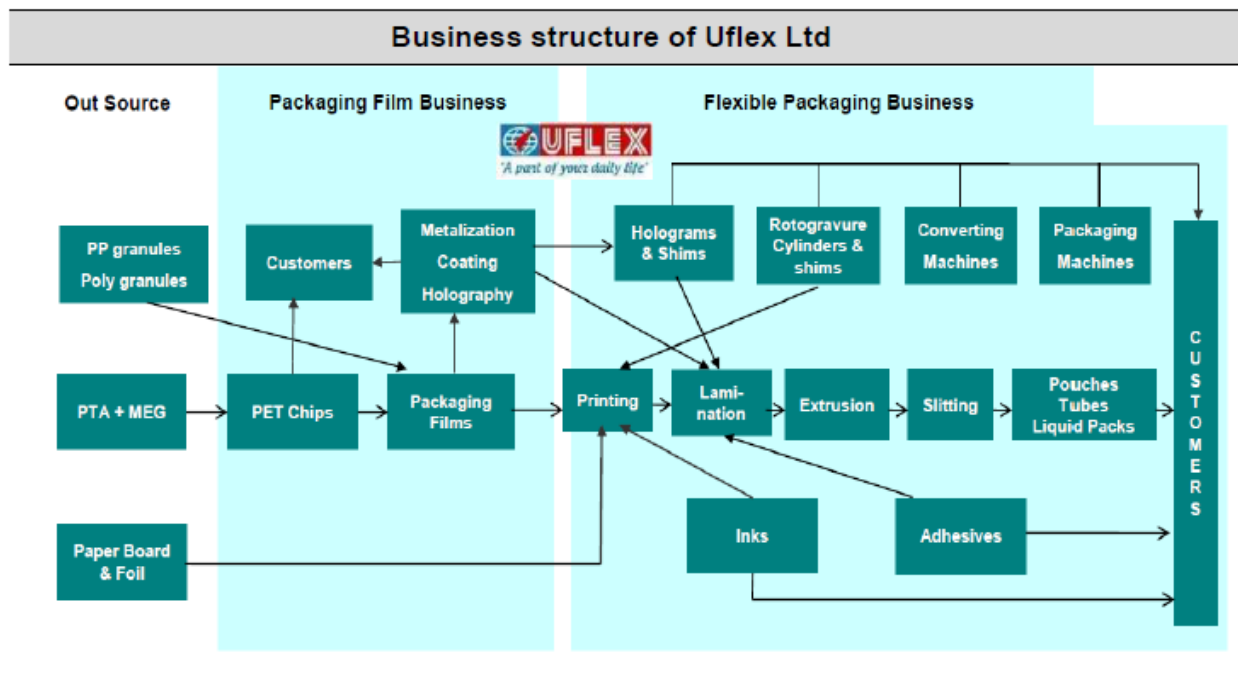 Business structure of Uflex Ltd
Out Source
Packaging Film Business
Flexible Packaging Business
UFLEX
'A part of your daily life'
PP granules
Poly granules
Customers
Metalization
Coating
Holography
Holograms
& Shims
Rotogravure
Cylinders &
shims
Converting
Machines
Packaging
Machines
PTA + MEG
PET Chips
Packaging
Films
Printing
Lami-
nation
Extrusion
Slitting
Pouches
Tubes
Liquid Packs
CUSTOMERS
Paper Board
& Foil
Inks
Adhesives